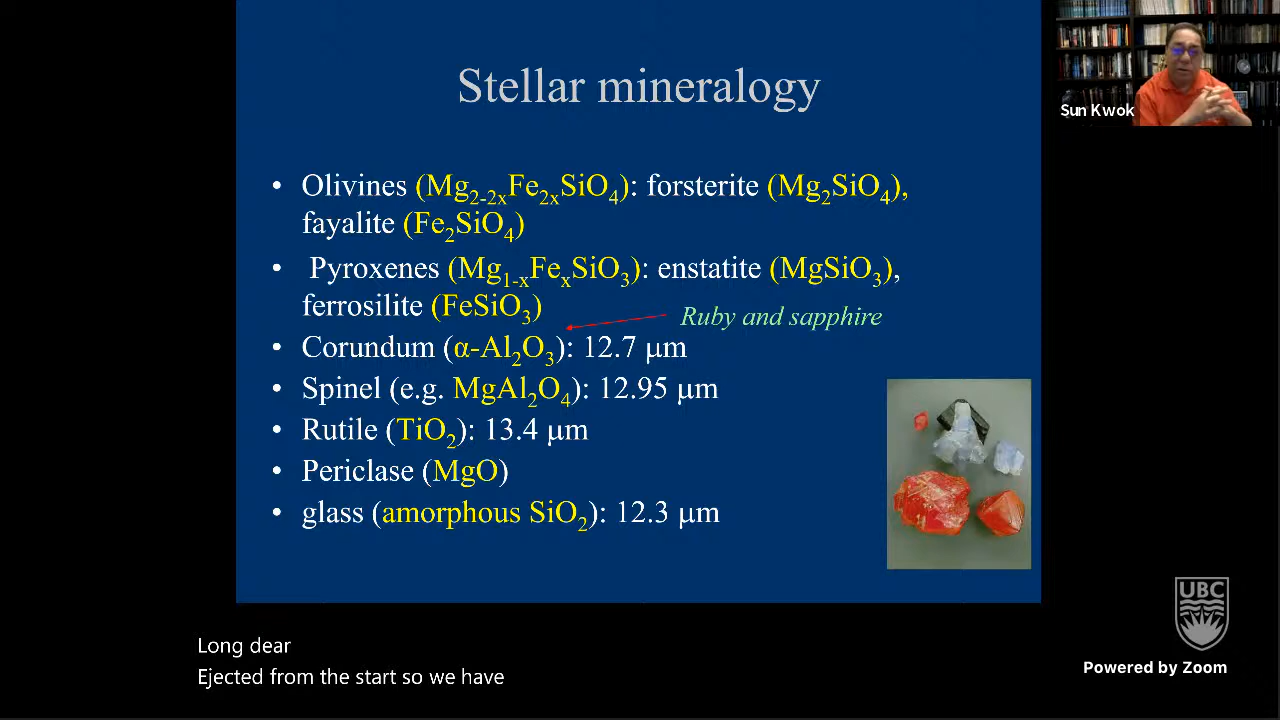 Stellar mineralogy
Sun Kwok
• Olivines (Mg₂₋₂ₓFe₂ₓSiO₄): forsterite (Mg₂SiO₄),
fayalite (Fe₂SiO₄)
• Pyroxenes (Mg₁₋ₓFeₓSiO₃): enstatite (MgSiO₃),
ferrosilite (FeSiO₃)
Ruby and sapphire
• Corundum (α-Al₂O₃): 12.7 μm
• Spinel (e.g. MgAl₂O₄): 12.95 μm
• Rutile (TiO₂): 13.4 μm
• Periclase (MgO)
• glass (amorphous SiO₂): 12.3 μm
UBC
Long dear
Ejected from the start so we have
Powered by Zoom